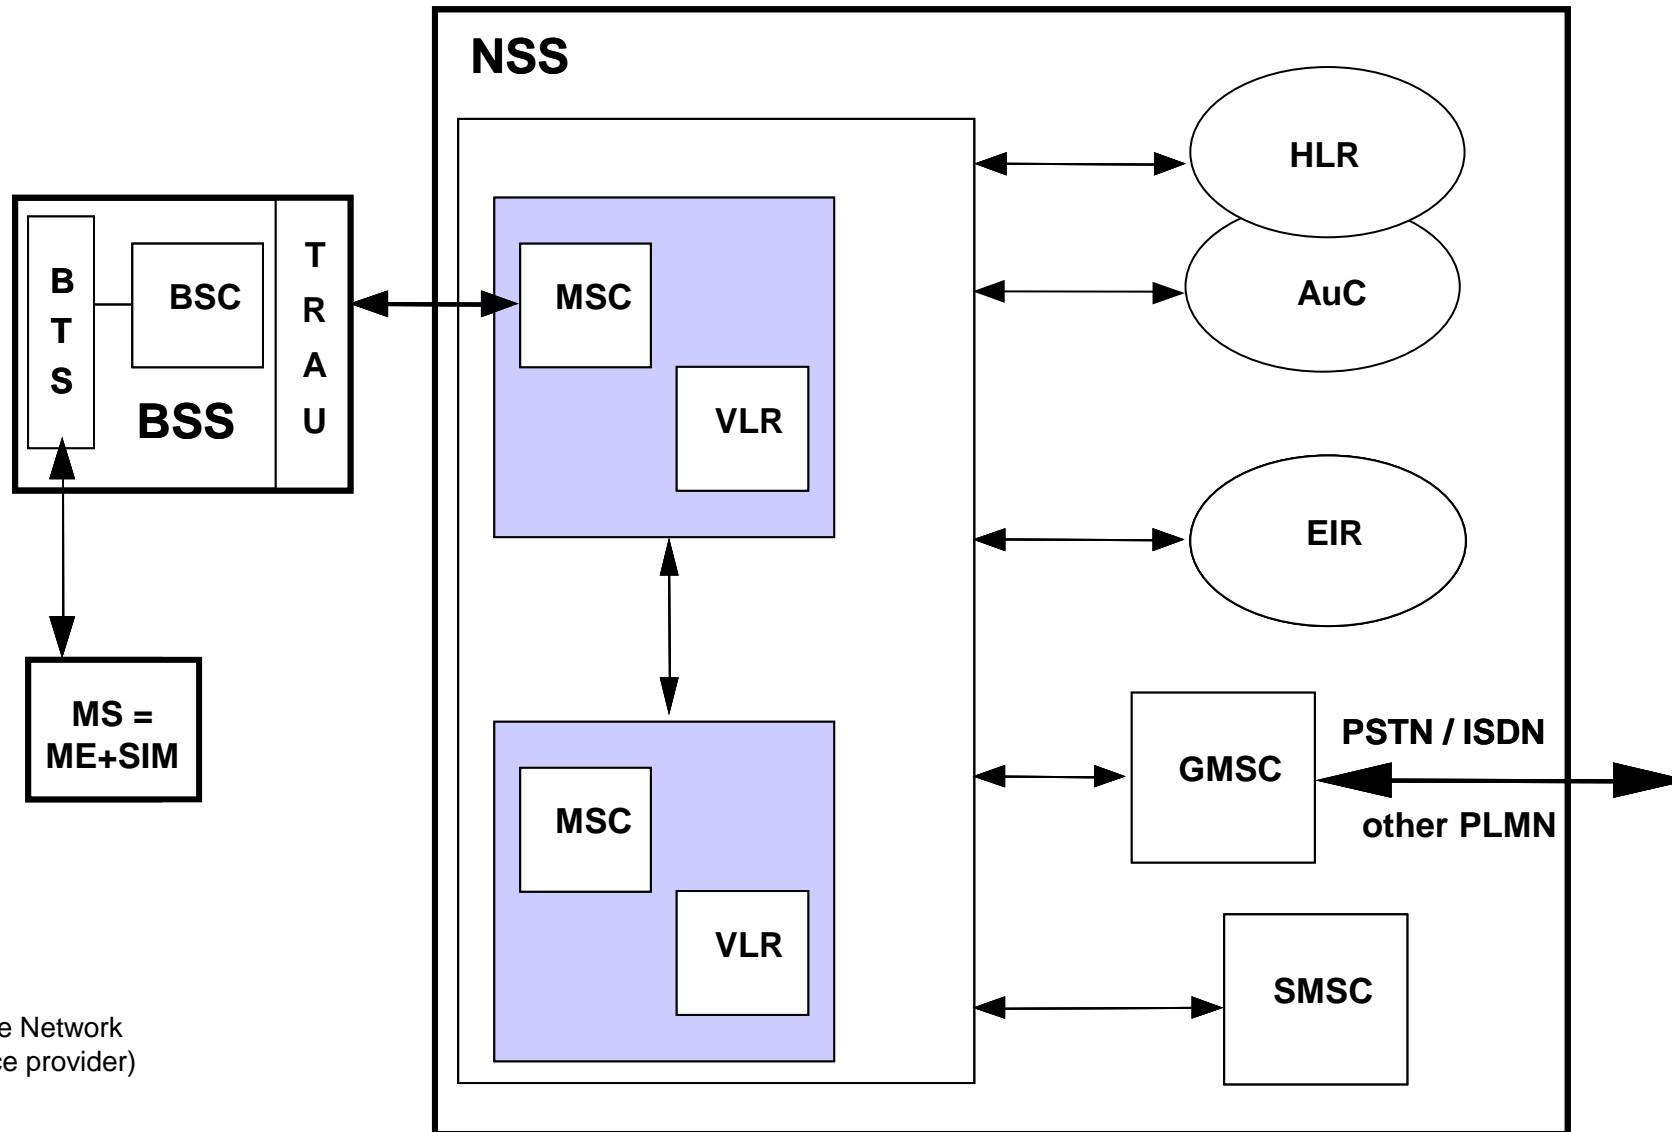 NSS
HLR
AuC
B
T
S
BSC
BSS
T
R
A
U
MSC
VLR
EIR
MS =
ME+SIM
MSC
VLR
GMSC
PSTN / ISDN
other PLMN
SMSC
e Network
ce provider)